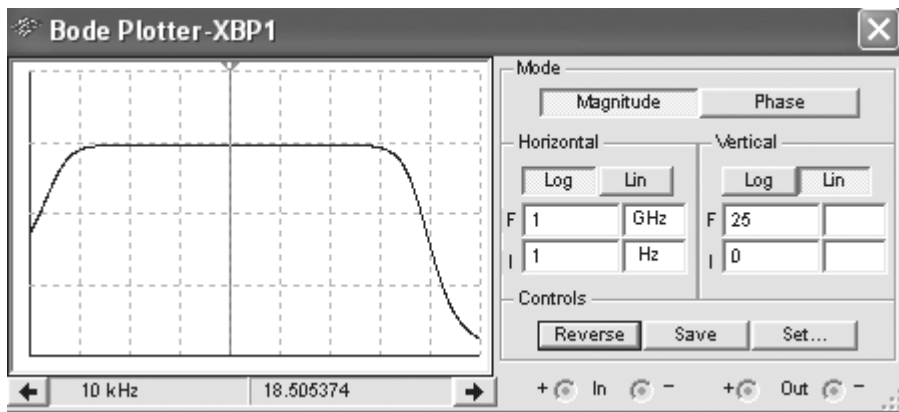 Bode Plotter-XBP1
Mode
Magnitude Phase
Horizontal Vertical
Log Lin Log Lin
F 1 GHz F 25
I 1 Hz I 0
Controls
Reverse Save Set...
10 kHz 18.505374 + In - + Out -